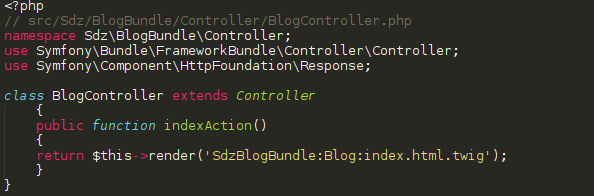 <?php
// src/Sdz/BlogBundle/Controller/BlogController.php
namespace Sdz\BlogBundle\Controller;
use Symfony\Bundle\FrameworkBundle\Controller\Controller;
use Symfony\Component\HttpFoundation\Response;

class BlogController extends Controller
    {
    public function indexAction()
    {
    return $this->render('SdzBlogBundle:Blog:index.html.twig');
    }
}